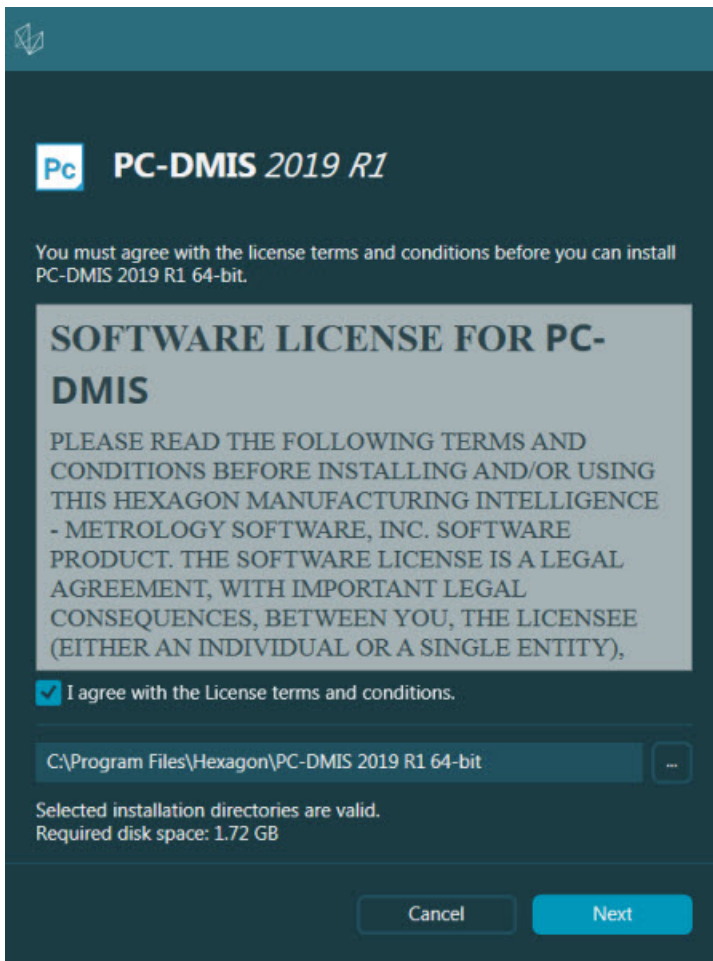 Pc PC-DMIS 2019 R1
You must agree with the license terms and conditions before you can install
PC-DMIS 2019 R1 64-bit.
SOFTWARE LICENSE FOR PC-
DMIS
PLEASE READ THE FOLLOWING TERMS AND
CONDITIONS BEFORE INSTALLING AND/OR USING
THIS HEXAGON MANUFACTURING INTELLIGENCE
- METROLOGY SOFTWARE, INC. SOFTWARE
PRODUCT. THE SOFTWARE LICENSE IS A LEGAL
AGREEMENT, WITH IMPORTANT LEGAL
CONSEQUENCES, BETWEEN YOU, THE LICENSEE
(EITHER AN INDIVIDUAL OR A SINGLE ENTITY),
I agree with the License terms and conditions.
C:\Program Files\Hexagon\PC-DMIS 2019 R1 64-bit ...
Selected installation directories are valid.
Required disk space: 1.72 GB
Cancel Next